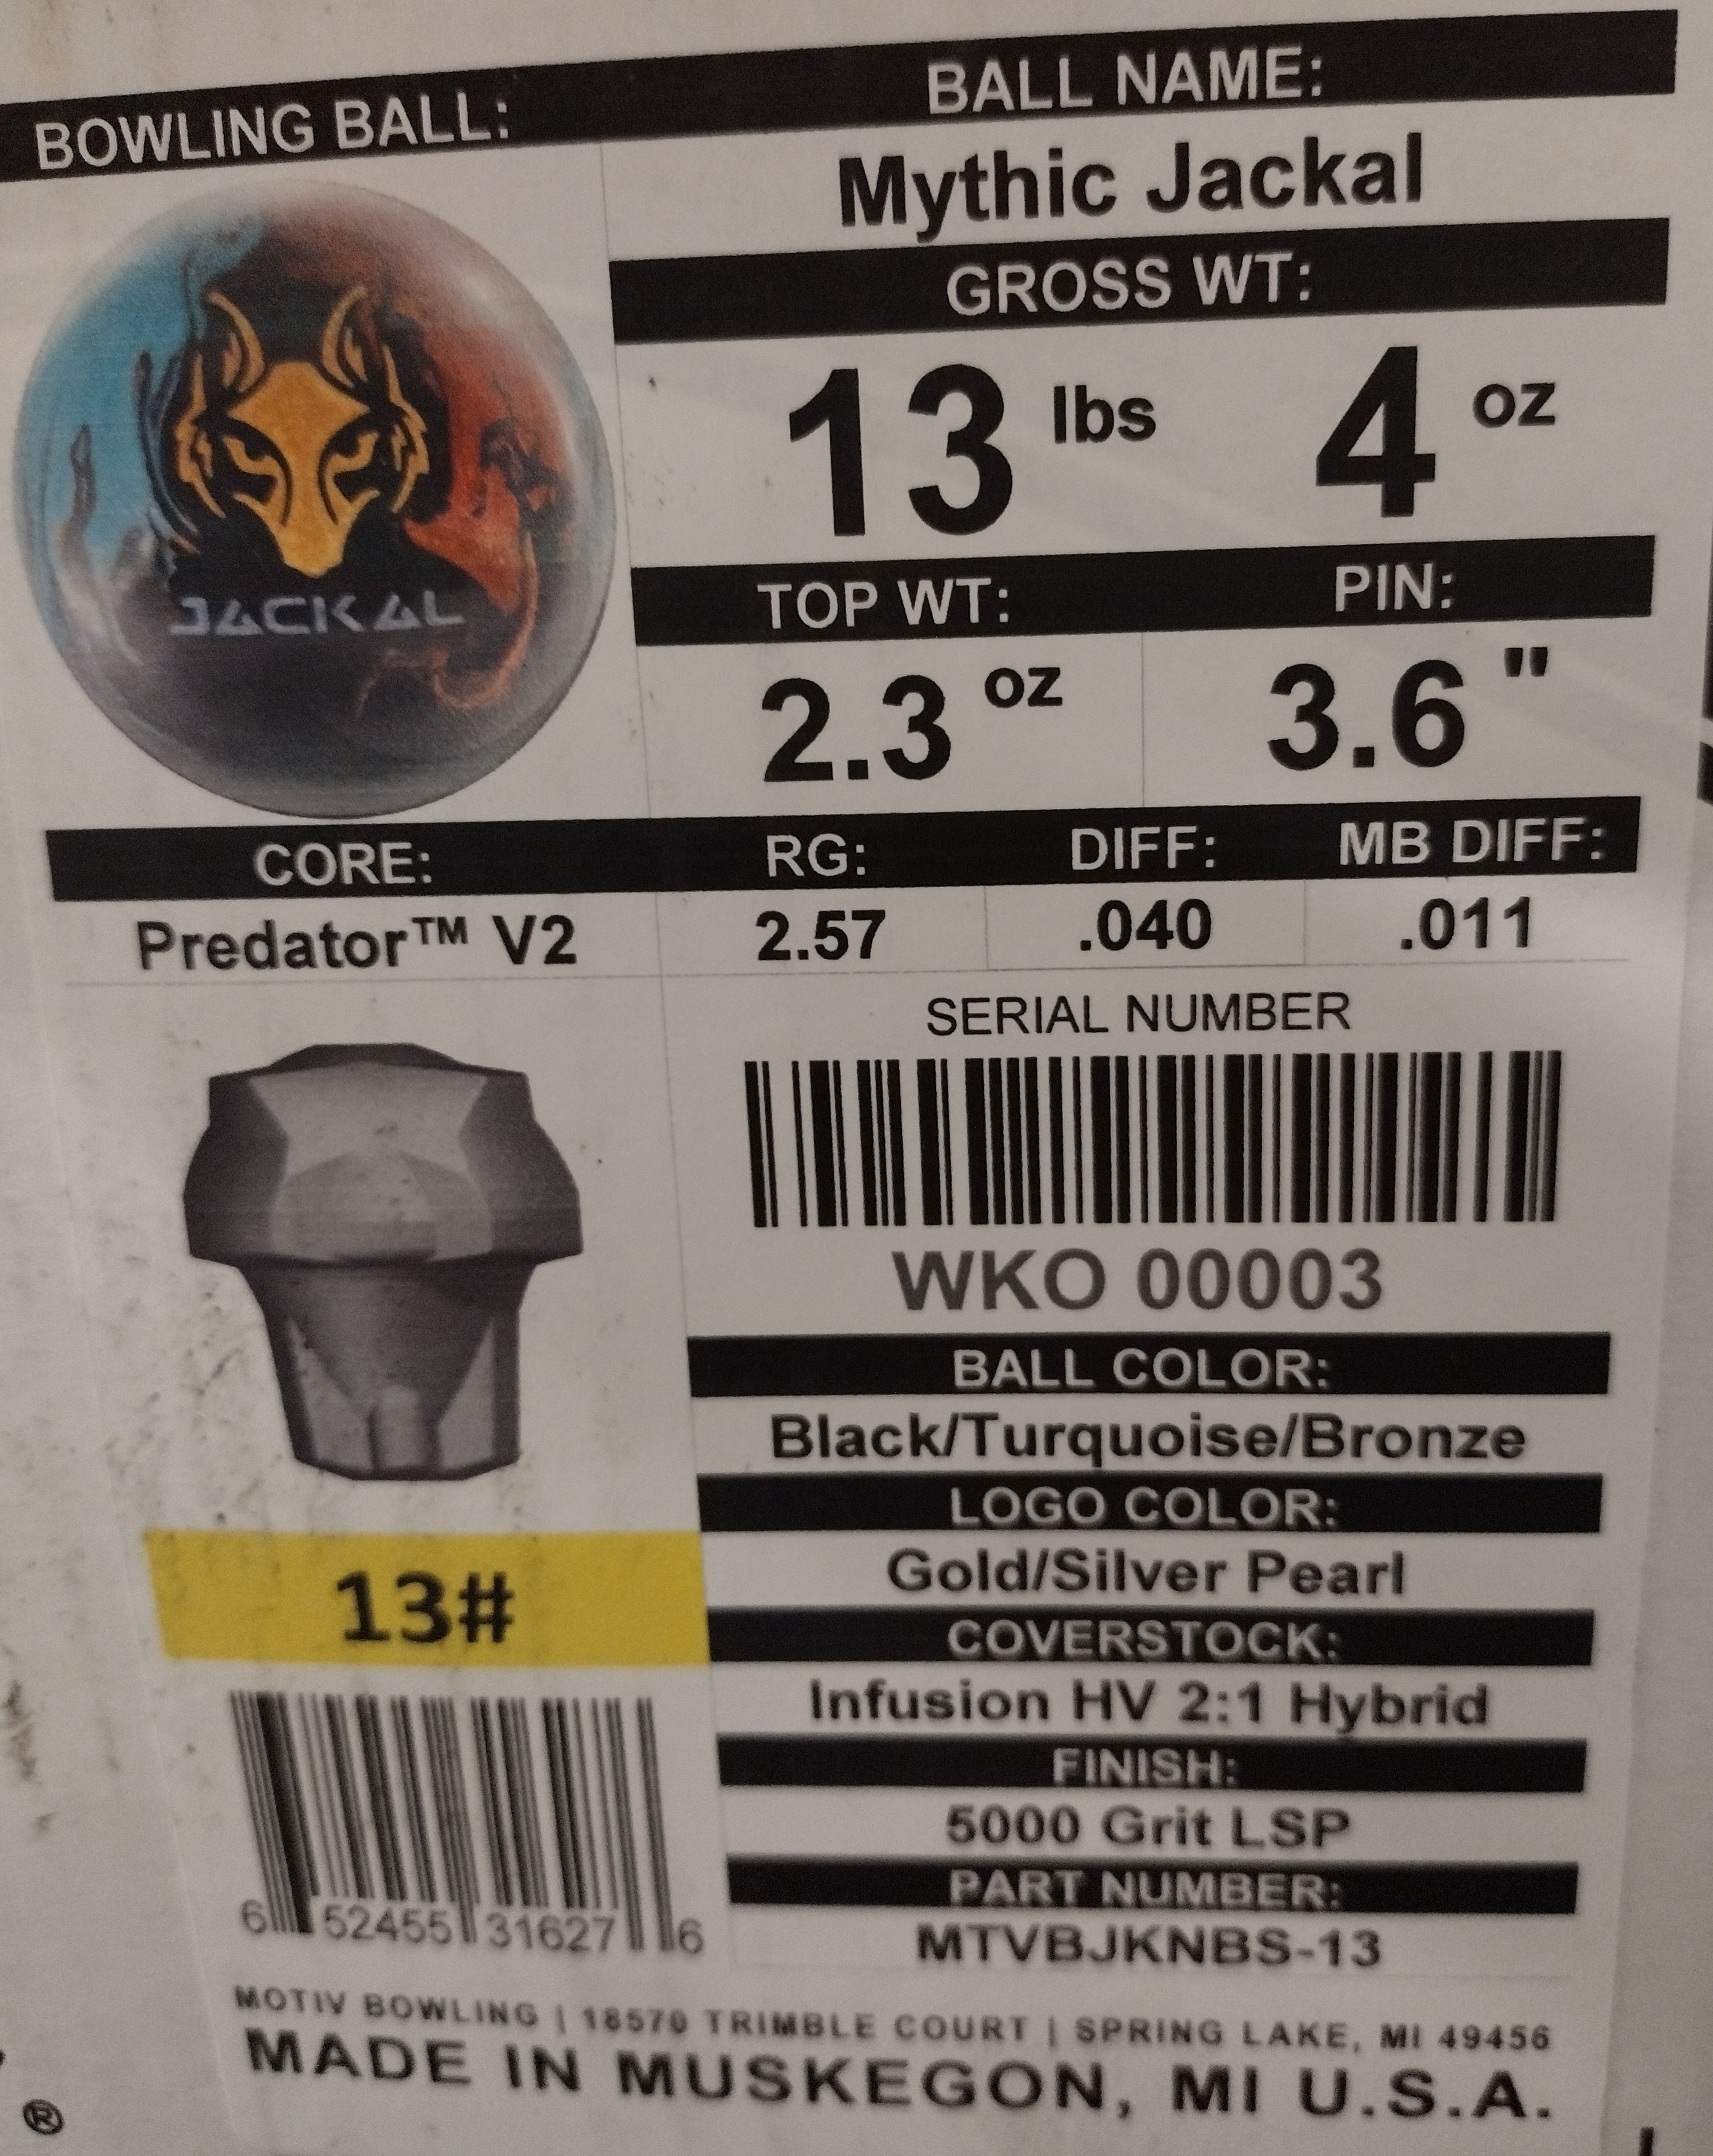 BOWLING BALL:
BALL NAME:
Mythic Jackal
GROSS WT:
13 lbs 4 oz
JACKAL
TOP WT: PIN:
2.3 oz 3.6 "
CORE: RG: DIFF: MB DIFF:
Predator™ V2 2.57 .040 .011
SERIAL NUMBER
WKO 00003
BALL COLOR:
Black/Turquoise/Bronze
LOGO COLOR:
Gold/Silver Pearl
13#
COVERSTOCK:
Infusion HV 2:1 Hybrid
FINISH:
5000 Grit LSP
PART NUMBER:
MTVBJKNBS-13
6 52455 31627 6
MOTIV BOWLING | 18570 TRIMBLE COURT | SPRING LAKE, MI 49456
MADE IN MUSKEGON, MI U.S.A.
®